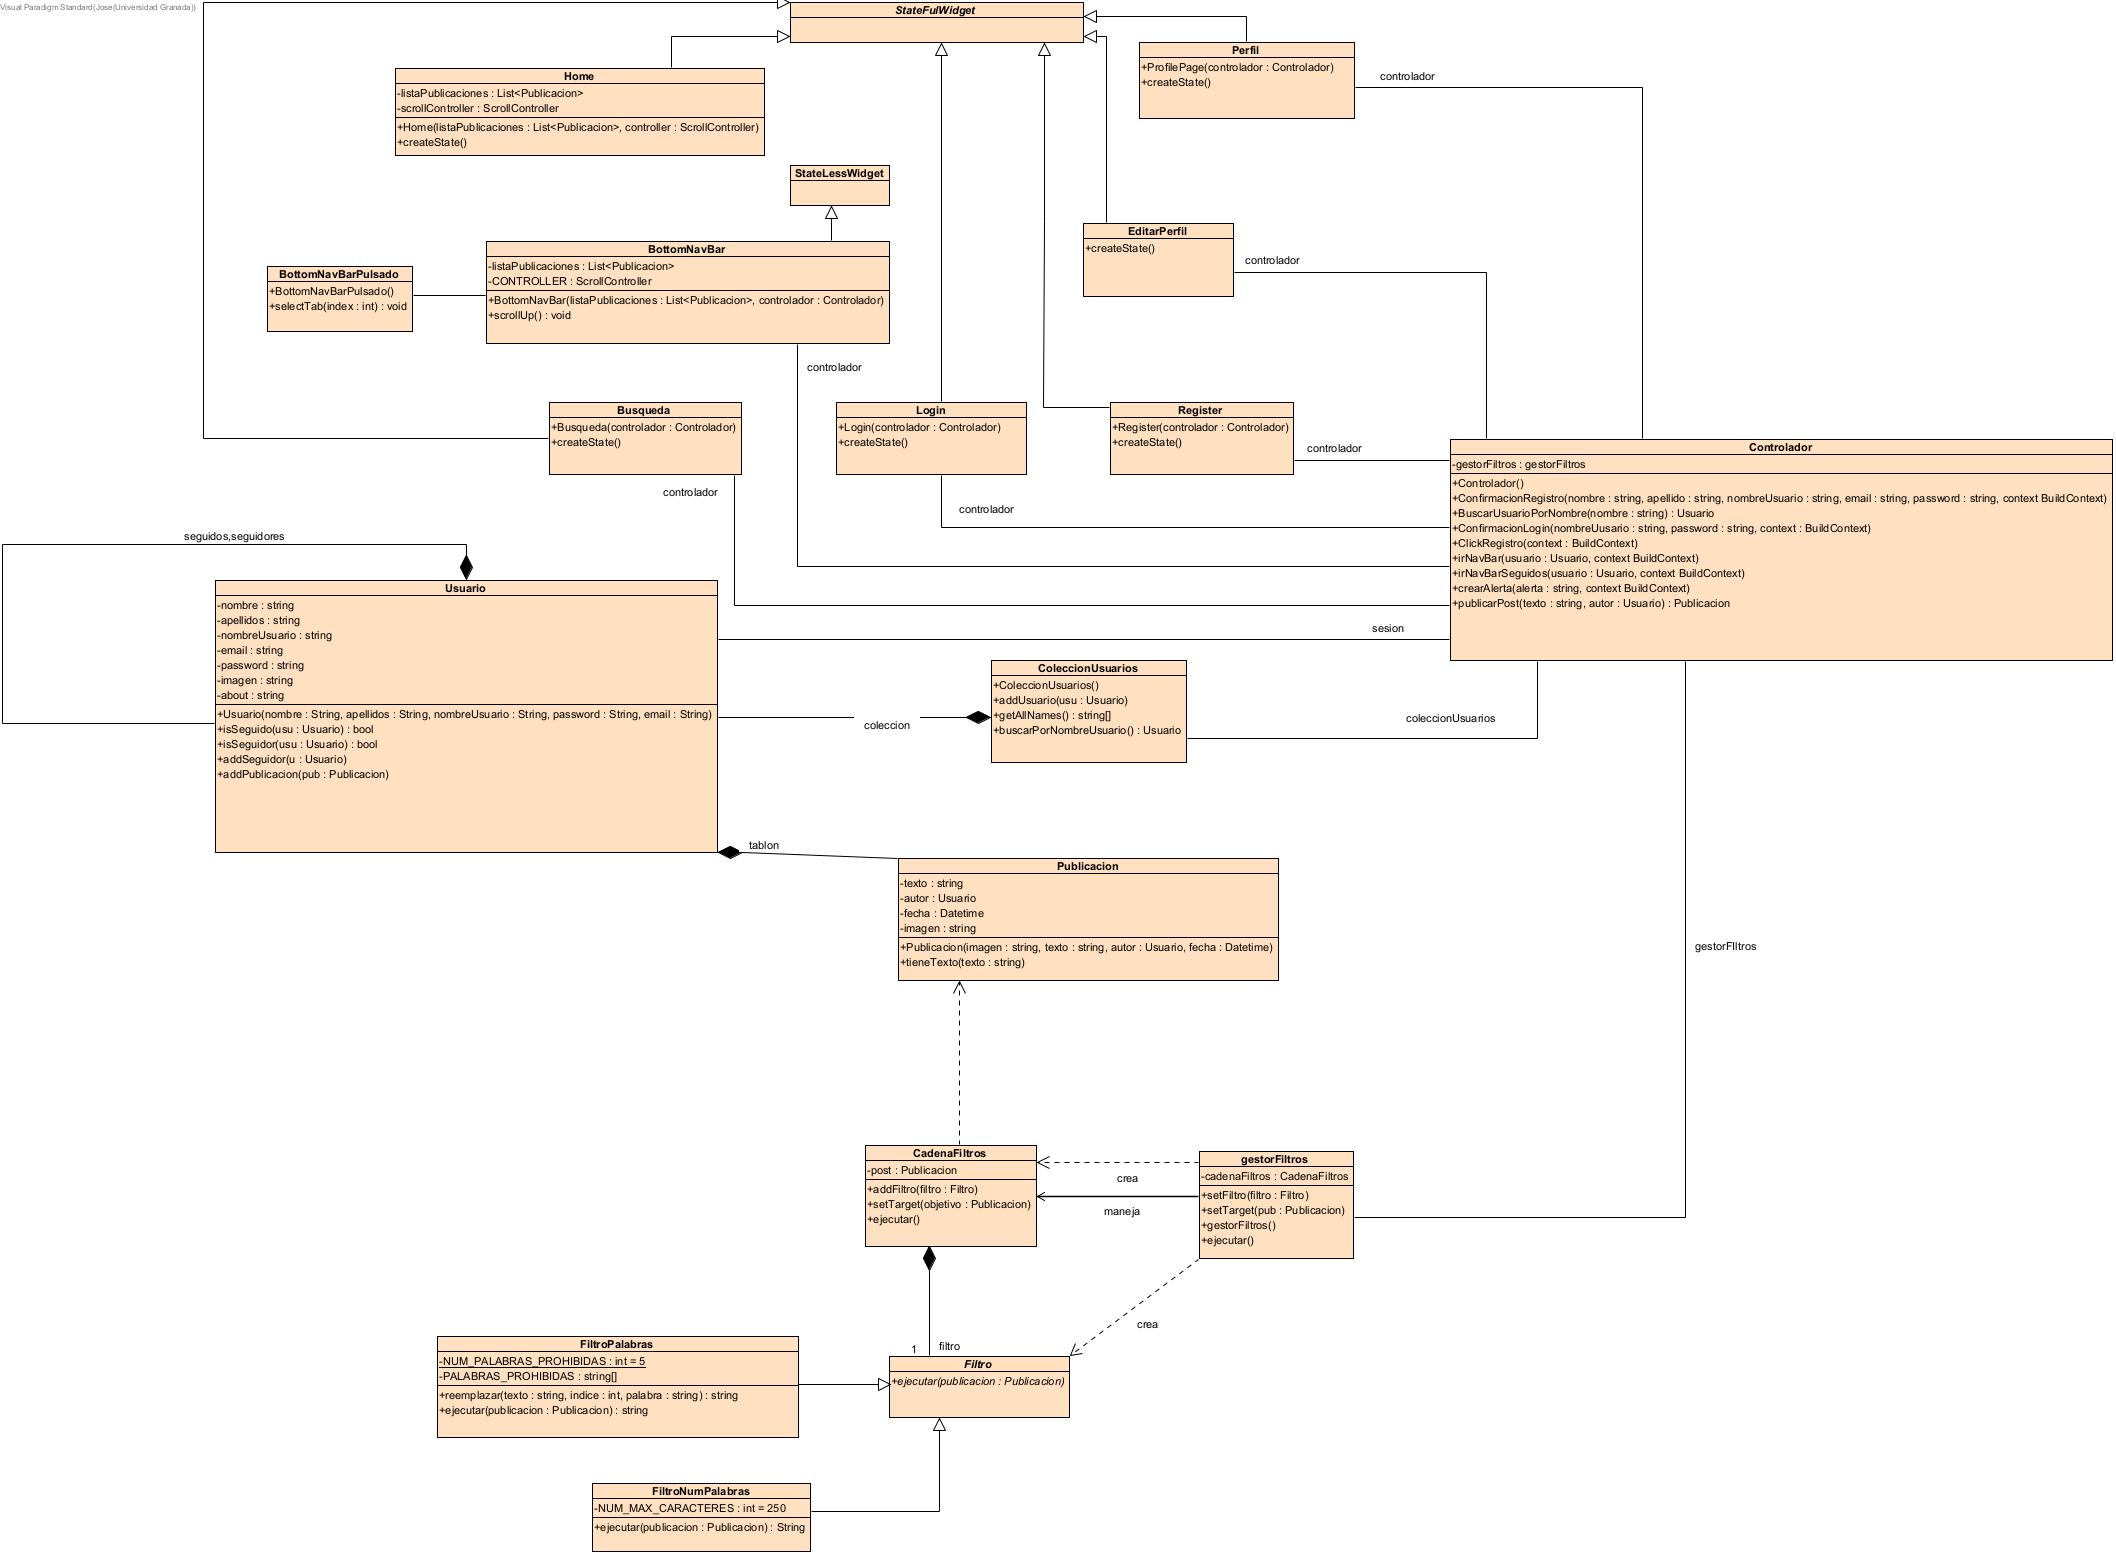 Visual Paradigm Standard(Jose(Universidad Granada))
StateFulWidget
Perfil
+ProfilePage(controlador : Controlador)
+createState()
controlador
Home
-listaPublicaciones : List<Publicacion>
-scrollController : ScrollController
+Home(listaPublicaciones : List<Publicacion>, controller : ScrollController)
+createState()
StateLessWidget
EditarPerfil
+createState()
controlador
BottomNavBar
-listaPublicaciones : List<Publicacion>
-CONTROLLER : ScrollController
+BottomNavBar(listaPublicaciones : List<Publicacion>, controlador : Controlador)
+scrollUp() : void
BottomNavBarPulsado
+BottomNavBarPulsado()
+selectTab(index : int) : void
controlador
Busqueda
+Busqueda(controlador : Controlador)
+createState()
controlador
Login
+Login(controlador : Controlador)
+createState()
controlador
Register
+Register(controlador : Controlador)
+createState()
controlador
Controlador
-gestorFiltros : gestorFiltros
+Controlador()
+ConfirmacionRegistro(nombre : string, apellido : string, nombreUsuario : string, email : string, password : string, context BuildContext)
+BuscarUsuarioPorNombre(nombre : string) : Usuario
+ConfirmacionLogin(nombreUusario : string, password : string, context : BuildContext)
+ClickRegistro(context : BuildContext)
+irNavBar(usuario : Usuario, context BuildContext)
+irNavBarSeguidos(usuario : Usuario, context BuildContext)
+crearAlerta(alerta : string, context BuildContext)
+publicarPost(texto : string, autor : Usuario) : Publicacion
seguidos,seguidores
Usuario
-nombre : string
-apellidos : string
-nombreUsuario : string
-email : string
-password : string
-imagen : string
-about : string
+Usuario(nombre : String, apellidos : String, nombreUsuario : String, password : String, email : String)
+isSeguido(usu : Usuario) : bool
+isSeguidor(usu : Usuario) : bool
+addSeguidor(u : Usuario)
+addPublicacion(pub : Publicacion)
sesion
coleccion
ColeccionUsuarios
+ColeccionUsuarios()
+addUsuario(usu : Usuario)
+getAllNames() : string[]
+buscarPorNombreUsuario() : Usuario
coleccionUsuarios
tablon
Publicacion
-texto : string
-autor : Usuario
-fecha : Datetime
-imagen : string
+Publicacion(imagen : string, texto : string, autor : Usuario, fecha : Datetime)
+tieneTexto(texto : string)
gestorFIltros
CadenaFiltros
-post : Publicacion
+addFiltro(filtro : Filtro)
+setTarget(objetivo : Publicacion)
+ejecutar()
crea
maneja
gestorFiltros
-cadenaFiltros : CadenaFiltros
+setFiltro(filtro : Filtro)
+setTarget(pub : Publicacion)
+gestorFiltros()
+ejecutar()
crea
1 filtro
FiltroPalabras
-NUM_PALABRAS_PROHIBIDAS : int = 5
-PALABRAS_PROHIBIDAS : string[]
+reemplazar(texto : string, indice : int, palabra : string) : string
+ejecutar(publicacion : Publicacion) : string
Filtro
+ejecutar(publicacion : Publicacion)
FiltroNumPalabras
-NUM_MAX_CARACTERES : int = 250
+ejecutar(publicacion : Publicacion) : String